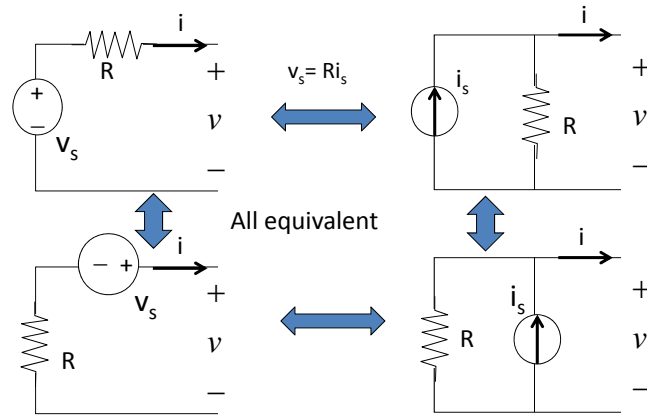 i
R
+
v
−
+
−
vₛ
vₛ= Riₛ
i
iₛ
R
+
v
−
All equivalent
i
− +
vₛ
R
+
v
−
i
R
iₛ
+
v
−